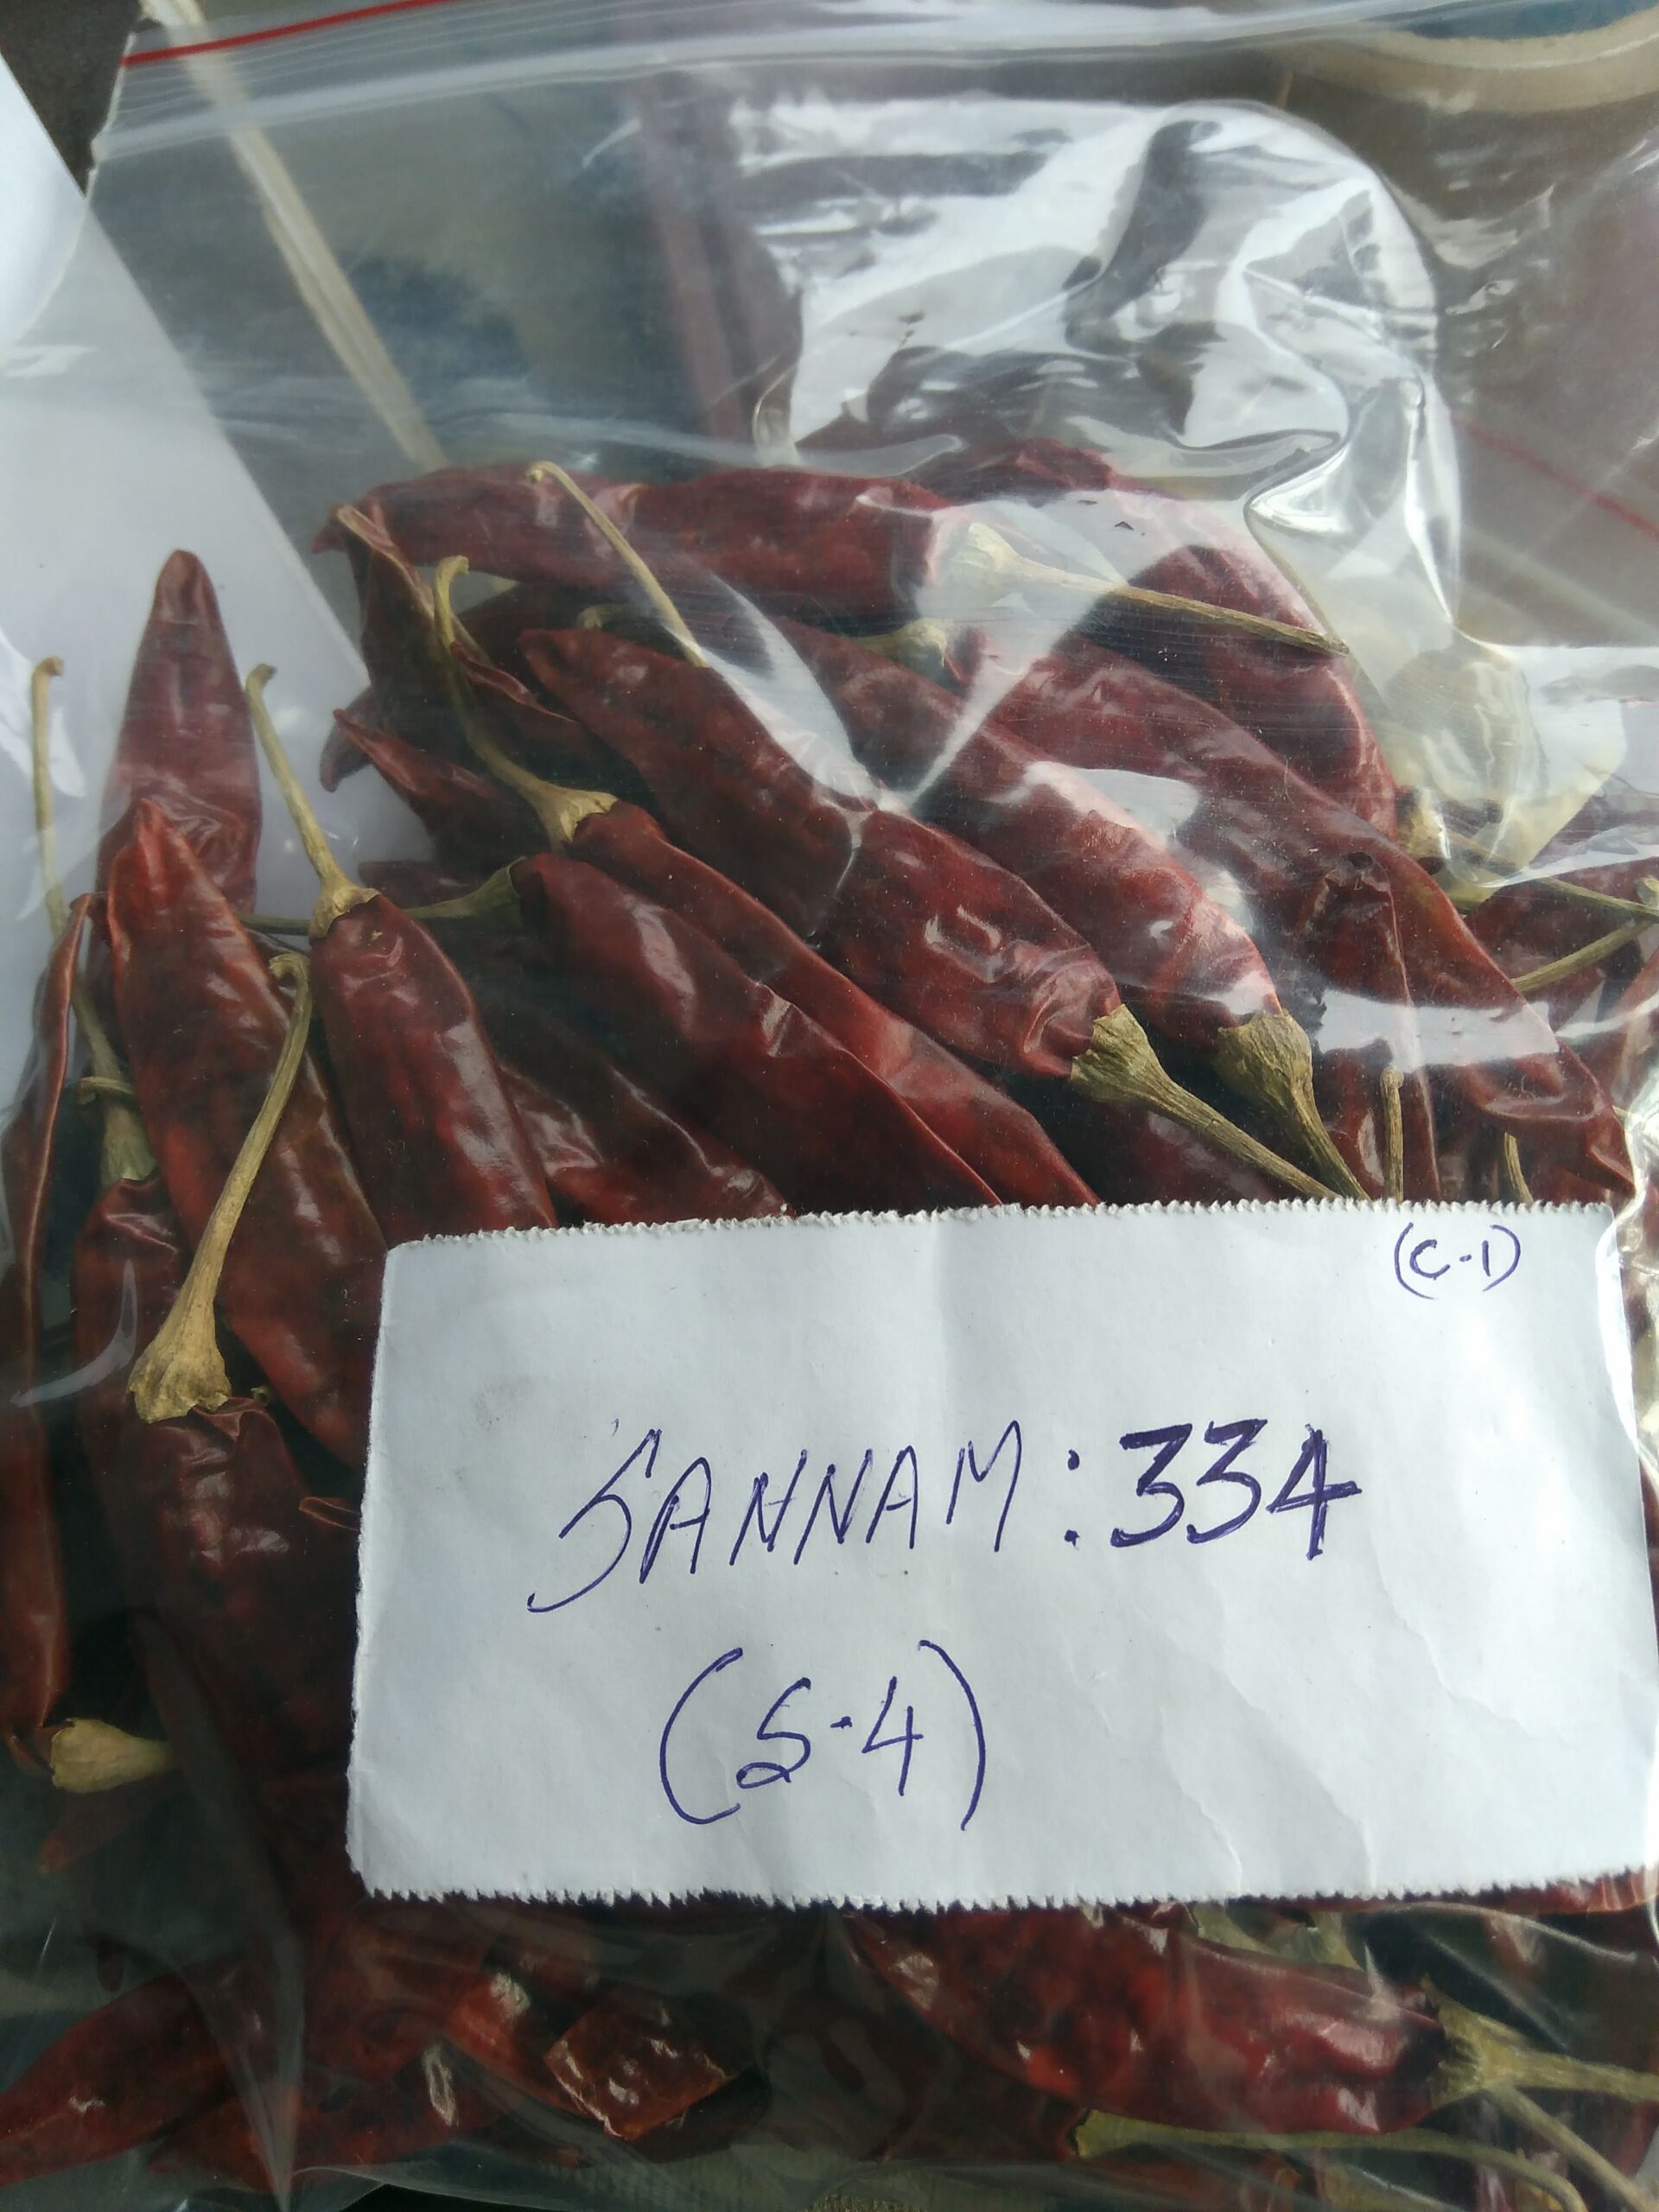 (C-1)
SANNAM: 334
(S-4)